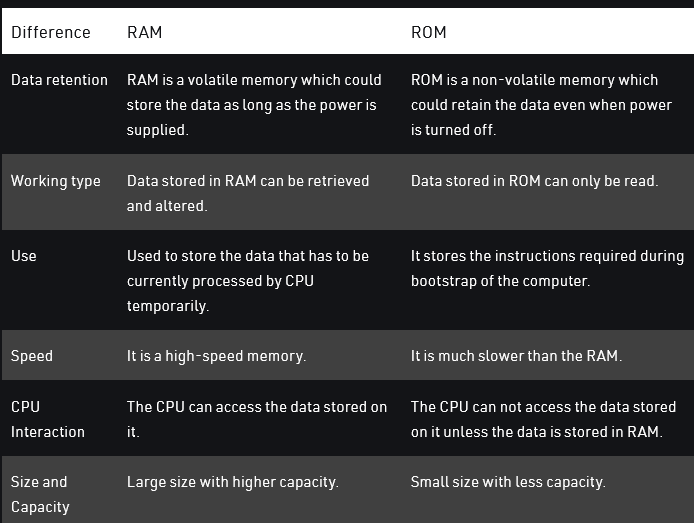 Difference RAM ROM
Data retention RAM is a volatile memory which could ROM is a non-volatile memory which
store the data as long as the power is could retain the data even when power
supplied. is turned off.
Working type Data stored in RAM can be retrieved Data stored in ROM can only be read.
and altered.
Use Used to store the data that has to be It stores the instructions required during
currently processed by CPU bootstrap of the computer.
temporarily.
Speed It is a high-speed memory. It is much slower than the RAM.
CPU The CPU can access the data stored on The CPU can not access the data stored
Interaction it. on it unless the data is stored in RAM.
Size and Large size with higher capacity. Small size with less capacity.
Capacity